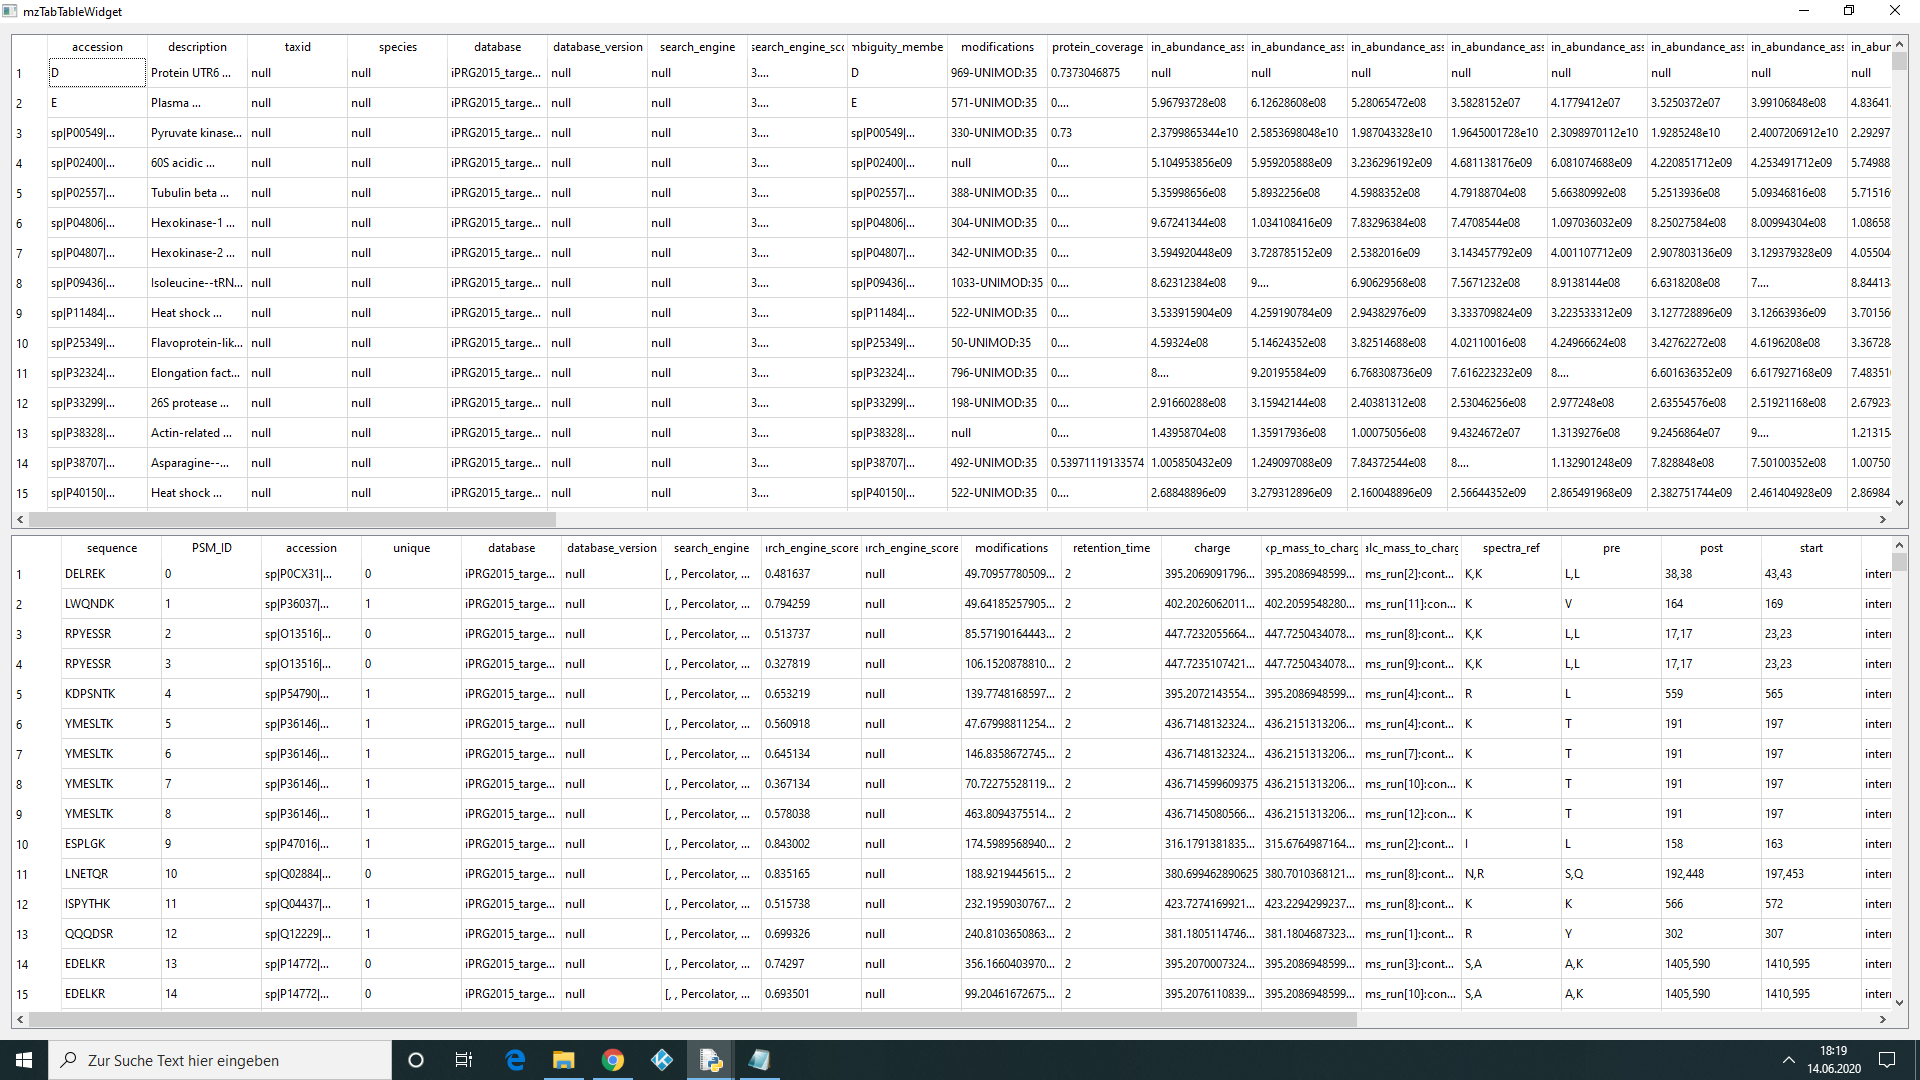 mzTabTableWidget
accession description taxid species database database_version search_engine search_engine_sco mbiguity_membe modifications protein_coverage in_abundance_ass in_abundance_ass in_abundance_ass in_abundance_ass in_abundance_ass in_abundance_ass in_abundance_ass in_abun
1 D Protein UTR6 ... null null iPRG2015_targe... null null 3.... D 969-UNIMOD:35 0.7373046875 null null null null null null null null
2 E Plasma ... null null iPRG2015_targe... null null 3.... E 571-UNIMOD:35 0.... 5.96793728e08 6.12628608e08 5.28065472e08 3.5828152e07 4.1779412e07 3.5250372e07 3.99106848e08 4.83641
3 sp|P00549|... Pyruvate kinase... null null iPRG2015_targe... null null 3.... sp|P00549|... 330-UNIMOD:35 0.73 2.3799865344e10 2.5853698048e10 1.987043328e10 1.9645001728e10 2.3098970112e10 1.9285248e10 2.4007206912e10 2.29297
4 sp|P02400|... 60S acidic ... null null iPRG2015_targe... null null 3.... sp|P02400|... null 0.... 5.104953856e09 5.959205888e09 3.236296192e09 4.681138176e09 6.081074688e09 4.220851712e09 4.253491712e09 5.74988
5 sp|P02557|... Tubulin beta ... null null iPRG2015_targe... null null 3.... sp|P02557|... 388-UNIMOD:35 0.... 5.35998656e08 5.8932256e08 4.5988352e08 4.79188704e08 5.66380992e08 5.2513936e08 5.09346816e08 5.71516
6 sp|P04806|... Hexokinase-1 ... null null iPRG2015_targe... null null 3.... sp|P04806|... 304-UNIMOD:35 0.... 9.67241344e08 1.034108416e09 7.83296384e08 7.4708544e08 1.097036032e09 8.25027584e08 8.00994304e08 1.08658
7 sp|P04807|... Hexokinase-2 ... null null iPRG2015_targe... null null 3.... sp|P04807|... 342-UNIMOD:35 0.... 3.594920448e09 3.728785152e09 2.5382016e09 3.143457792e09 4.001107712e09 2.907803136e09 3.129379328e09 4.05504
8 sp|P09436|... Isoleucine--tRN... null null iPRG2015_targe... null null 3.... sp|P09436|... 1033-UNIMOD:35 0.... 8.62312384e08 9.... 6.90629568e08 7.5671232e08 8.9138144e08 6.6318208e08 7.... 8.84413
9 sp|P11484|... Heat shock ... null null iPRG2015_targe... null null 3.... sp|P11484|... 522-UNIMOD:35 0.... 3.533915904e09 4.259190784e09 2.94382976e09 3.333709824e09 3.223533312e09 3.127728896e09 3.12663936e09 3.70156
10 sp|P25349|... Flavoprotein-lik... null null iPRG2015_targe... null null 3.... sp|P25349|... 50-UNIMOD:35 0.... 4.59324e08 5.14624352e08 3.82514688e08 4.02110016e08 4.24966624e08 3.42762272e08 4.6196208e08 3.36728
11 sp|P32324|... Elongation fact... null null iPRG2015_targe... null null 3.... sp|P32324|... 796-UNIMOD:35 0.... 8.... 9.20195584e09 6.768308736e09 7.616223232e09 8.... 6.601636352e09 6.617927168e09 7.48351
12 sp|P33299|... 26S protease ... null null iPRG2015_targe... null null 3.... sp|P33299|... 198-UNIMOD:35 0.... 2.91660288e08 3.15942144e08 2.40381312e08 2.53046256e08 2.977248e08 2.63554576e08 2.51921168e08 2.6792
13 sp|P38328|... Actin-related ... null null iPRG2015_targe... null null 3.... sp|P38328|... null 0.... 1.43958704e08 1.35917936e08 1.00075056e08 9.4324672e07 1.3139276e08 9.2456864e07 9.... 1.21315
14 sp|P38707|... Asparagine--... null null iPRG2015_targe... null null 3.... sp|P38707|... 492-UNIMOD:35 0.53971119133574 1.005850432e09 1.249097088e09 7.84372544e08 8.... 1.132901248e09 7.828848e08 7.50100352e08 1.00750
15 sp|P40150|... Heat shock ... null null iPRG2015_targe... null null 3.... sp|P40150|... 522-UNIMOD:35 0.... 2.68848896e09 3.279312896e09 2.160048896e09 2.56644352e09 2.865491968e09 2.382751744e09 2.461404928e09 2.86984
sequence PSM_ID accession unique database database_version search_engine ırch_engine_score ırch_engine_score modifications retention_time charge xp_mass_to_charg alc_mass_to_charg spectra_ref pre post start
1 DELREK 0 sp|P0CX31|... 0 iPRG2015_targe... null [, , Percolator, ... 0.481637 null 49.70957780509... 2 395.2069091796... 395.2086948599... ms_run[2]:cont... K,K L,L 38,38 43,43 inter
2 LWQNDK 1 sp|P36037|... 1 iPRG2015_targe... null [, , Percolator, ... 0.794259 null 49.64185257905... 2 402.2026062011... 402.2059548280... ms_run[11]:con... K V 164 169 inter
3 RPYESSR 2 sp|O13516|... 0 iPRG2015_targe... null [, , Percolator, ... 0.513737 null 85.57190164443... 2 447.7232055664... 447.7250434078... ms_run[8]:cont... K,K L,L 17,17 23,23 inter
4 RPYESSR 3 sp|O13516|... 0 iPRG2015_targe... null [, , Percolator, ... 0.327819 null 106.1520878810... 2 447.7235107421... 447.7250434078... ms_run[9]:cont... K,K L,L 17,17 23,23 inter
5 KDPSNTK 4 sp|P54790|... 1 iPRG2015_targe... null [, , Percolator, ... 0.653219 null 139.7748168597... 2 395.2072143554... 395.2086948599... ms_run[4]:cont... R L 559 565 inter
6 YMESLTK 5 sp|P36146|... 1 iPRG2015_targe... null [, , Percolator, ... 0.560918 null 47.67998811254... 2 436.7148132324... 436.2151313206... ms_run[4]:cont... K T 191 197 inter
7 YMESLTK 6 sp|P36146|... 1 iPRG2015_targe... null [, , Percolator, ... 0.645134 null 146.8358672745... 2 436.7148132324... 436.2151313206... ms_run[7]:cont... K T 191 197 inter
8 YMESLTK 7 sp|P36146|... 1 iPRG2015_targe... null [, , Percolator, ... 0.367134 null 70.72275528119... 2 436.714599609375 436.2151313206... ms_run[10]:cont... K T 191 197 inter
9 YMESLTK 8 sp|P36146|... 1 iPRG2015_targe... null [, , Percolator, ... 0.578038 null 463.8094375514... 2 436.7145080566... 436.2151313206... ms_run[12]:cont... K T 191 197 inter
10 ESPLGK 9 sp|P47016|... 1 iPRG2015_targe... null [, , Percolator, ... 0.843002 null 174.5989568940... 2 316.1791381835... 315.6764987164... ms_run[2]:cont... I L 158 163 inter
11 LNETQR 10 sp|Q02884|... 0 iPRG2015_targe... null [, , Percolator, ... 0.835165 null 188.9219445615... 2 380.699462890625 380.7010368121... ms_run[8]:cont... N,R S,Q 192,448 197,453 inter
12 ISPYTHK 11 sp|Q04437|... 1 iPRG2015_targe... null [, , Percolator, ... 0.515738 null 232.1959030767... 2 423.7274169921... 423.2294299237... ms_run[8]:cont... K K 566 572 inter
13 QQQDSR 12 sp|Q12229|... 1 iPRG2015_targe... null [, , Percolator, ... 0.699326 null 240.8103650863... 2 381.1805114746... 381.1804687323... ms_run[1]:cont... R Y 302 307 inter
14 EDELKR 13 sp|P14772|... 0 iPRG2015_targe... null [, , Percolator, ... 0.74297 null 356.1660403970... 2 395.2070007324... 395.2086948599... ms_run[3]:cont... S,A A,K 1405,590 1410,595 inter
15 EDELKR 14 sp|P14772|... 0 iPRG2015_targe... null [, , Percolator, ... 0.693501 null 99.20461672675... 2 395.2076110839... 395.2086948599... ms_run[10]:con... S,A A,K 1405,590 1410,595 inter
Zur Suche Text hier eingeben
18:19
14.06.2020